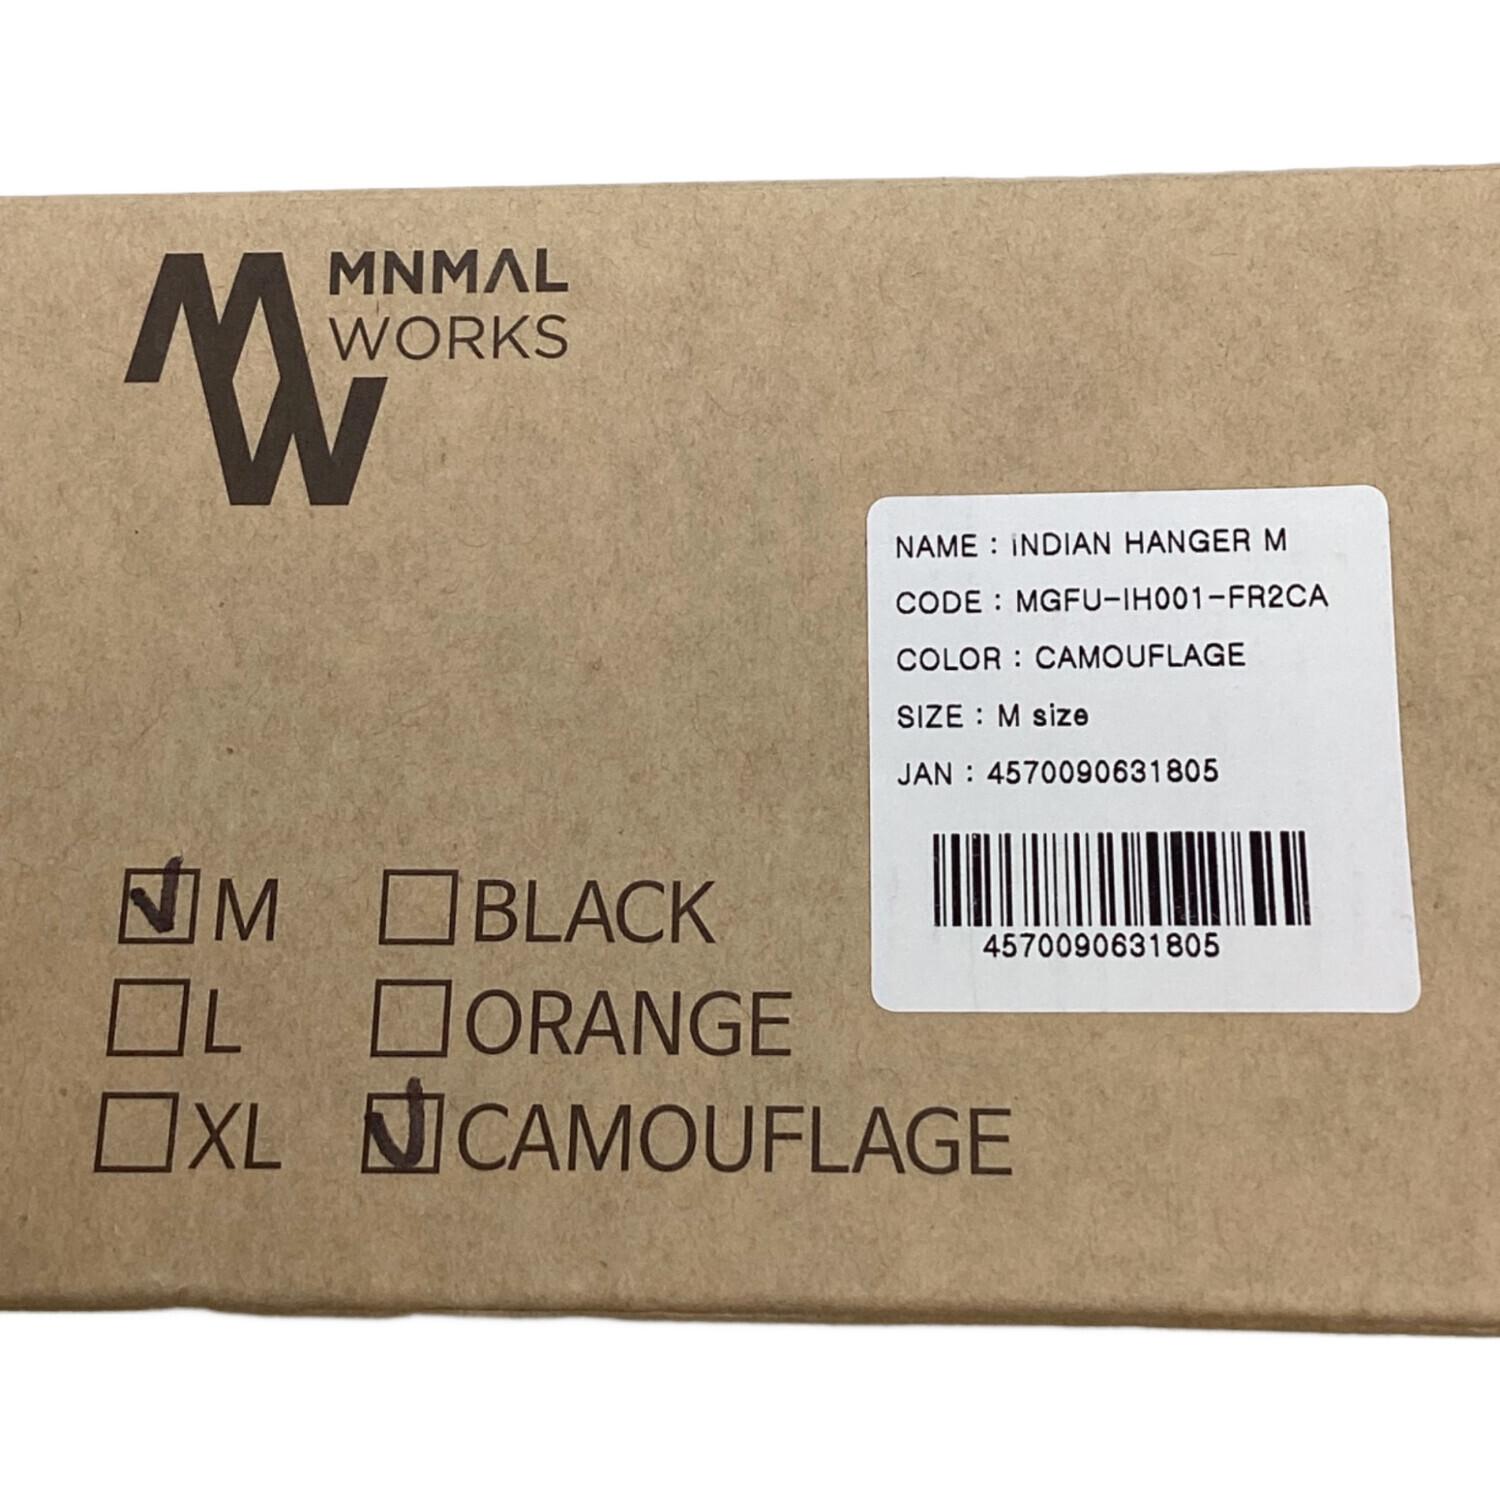 MNMAL
WORKS
NAME : INDIAN HANGER M
CODE : MGFU-IH001-FR2CA
COLOR : CAMOUFLAGE
SIZE : M size
JAN : 4570090631805
4570090631805
M BLACK
L ORANGE
XL CAMOUFLAGE